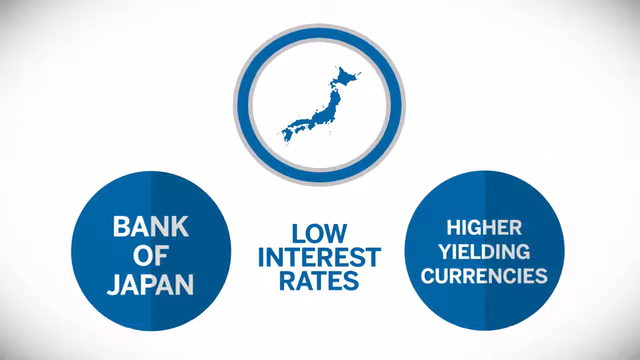 BANK
OF
JAPAN
LOW
INTEREST
RATES
HIGHER
YIELDING
CURRENCIES